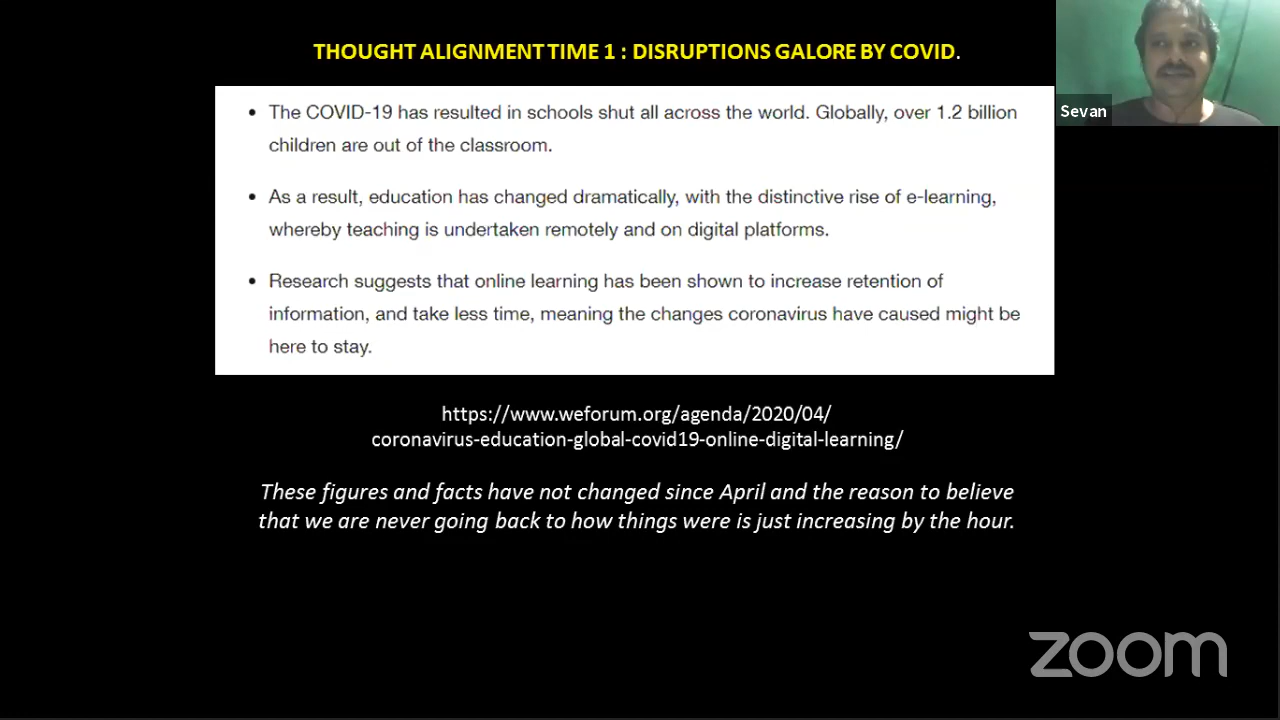 THOUGHT ALIGNMENT TIME 1 : DISRUPTIONS GALORE BY COVID.
Sevan
• The COVID-19 has resulted in schools shut all across the world. Globally, over 1.2 billion
children are out of the classroom.
• As a result, education has changed dramatically, with the distinctive rise of e-learning,
whereby teaching is undertaken remotely and on digital platforms.
• Research suggests that online learning has been shown to increase retention of
information, and take less time, meaning the changes coronavirus have caused might be
here to stay.
https://www.weforum.org/agenda/2020/04/
coronavirus-education-global-covid19-online-digital-learning/
These figures and facts have not changed since April and the reason to believe
that we are never going back to how things were is just increasing by the hour.
zoom